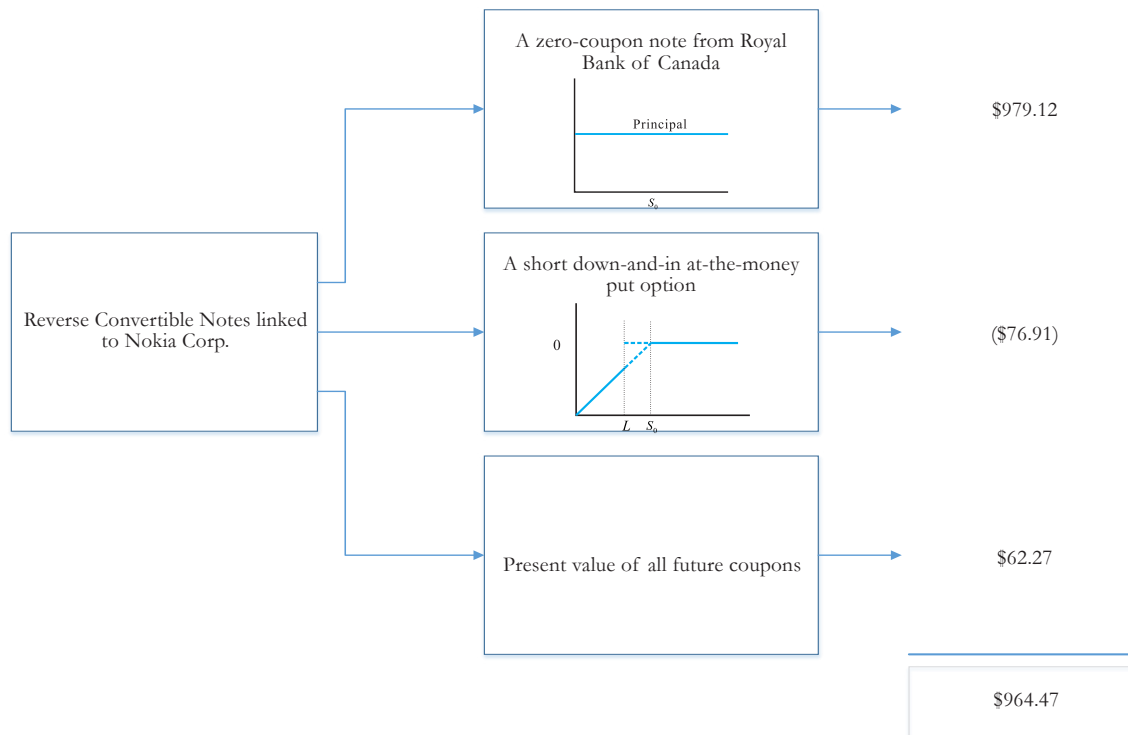 A zero-coupon note from Royal
Bank of Canada
Principal
S₀
$979.12
Reverse Convertible Notes linked
to Nokia Corp.
A short down-and-in at-the-money
put option
0
L S₀
($76.91)
Present value of all future coupons
$62.27
$964.47